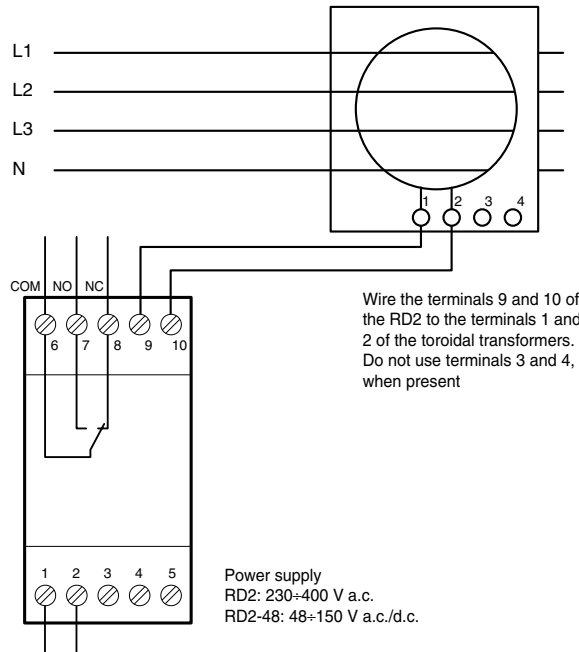 L1
L2
L3
N
1 2 3 4
COM NO NC
6 7 8 9 10
Wire the terminals 9 and 10 of
the RD2 to the terminals 1 and
2 of the toroidal transformers.
Do not use terminals 3 and 4,
when present
1 2 3 4 5
Power supply
RD2: 230÷400 V a.c.
RD2-48: 48÷150 V a.c./d.c.